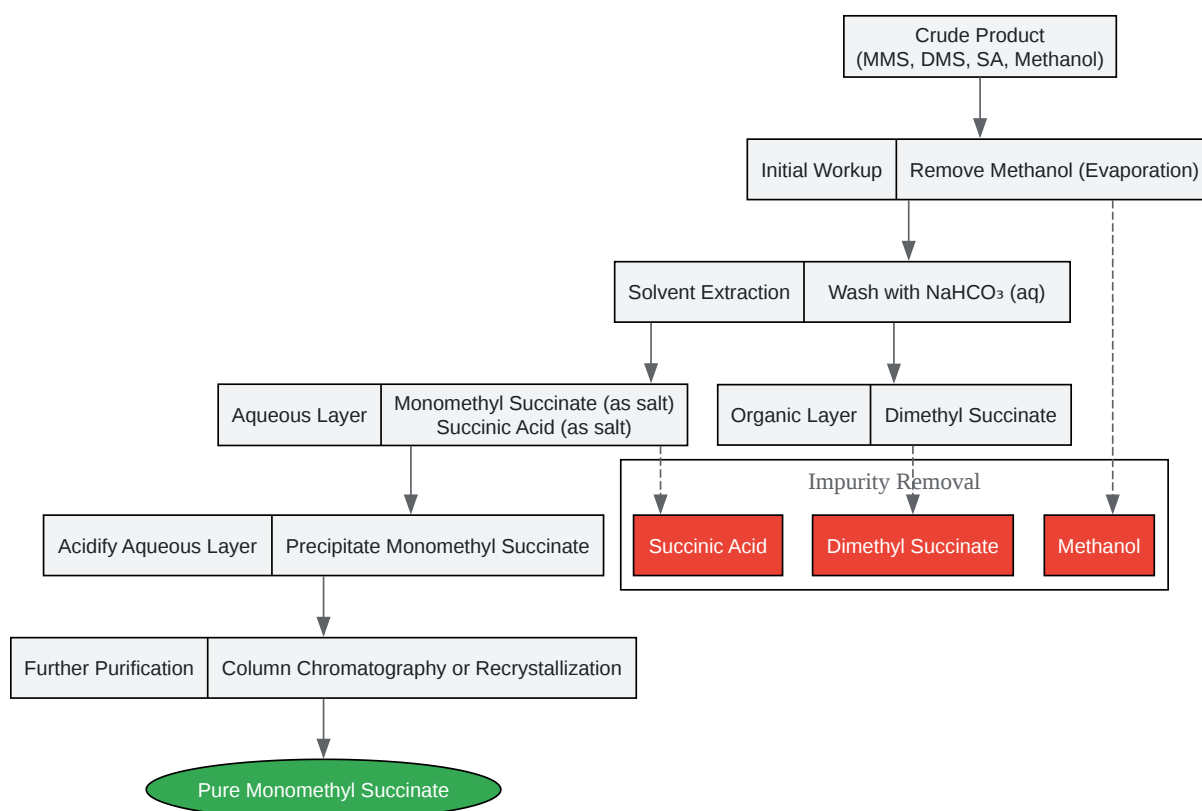 Crude Product
(MMS, DMS, SA, Methanol)
Initial Workup
Remove Methanol (Evaporation)
Solvent Extraction
Wash with NaHCO₃ (aq)
Aqueous Layer
Monomethyl Succinate (as salt)
Succinic Acid (as salt)
Organic Layer
Dimethyl Succinate
Impurity Removal
Acidify Aqueous Layer
Precipitate Monomethyl Succinate
Succinic Acid
Dimethyl Succinate
Methanol
Further Purification
Column Chromatography or Recrystallization
Pure Monomethyl Succinate